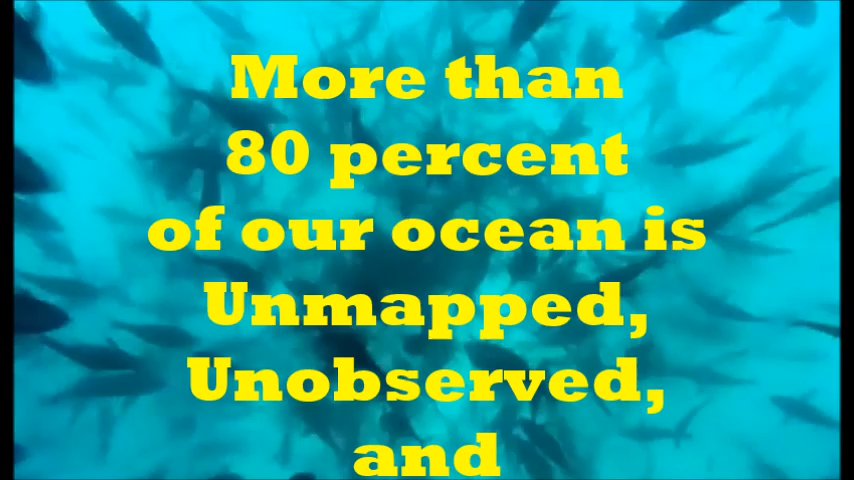 More than
80 percent
of our ocean is
Unmapped,
Unobserved,
and